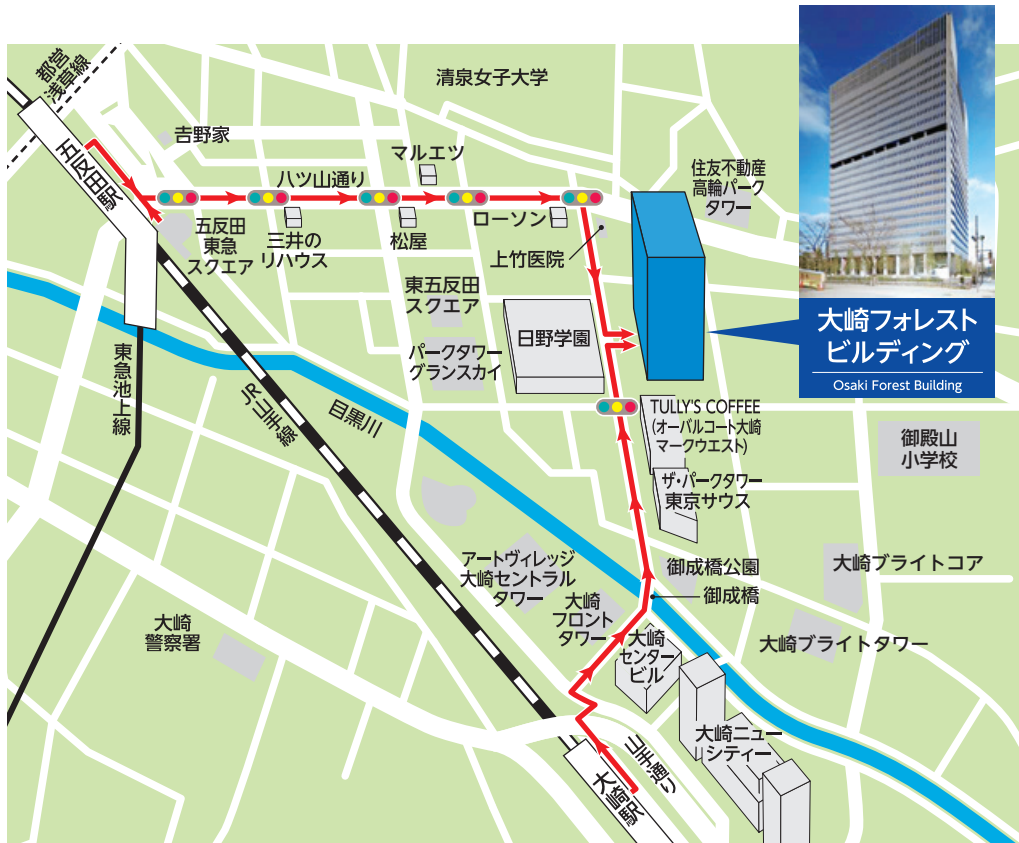 都営
浅草線
清泉女子大学
𠮷野家
マルエツ
五反田駅
八ツ山通り
住友不動産
高輪パーク
タワー
五反田
東急
スクエア
三井の
リハウス
松屋
ローソン
上竹医院
東五反田
スクエア
日野学園
大崎フォレスト
ビルディング
Osaki Forest Building
パークタワー
グランスカイ
東急池上線
JR山手線
目黒川
TULLY'S COFFEE
(オーバルコート大崎
マークウエスト)
御殿山
小学校
ザ・パークタワー
東京サウス
アートヴィレッジ
大崎セントラル
タワー
御成橋公園
御成橋
大崎ブライトコア
大崎
フロント
タワー
大崎
警察署
大崎
センター
ビル
大崎ブライトタワー
大崎ニュー
シティー
山手通り
大崎駅